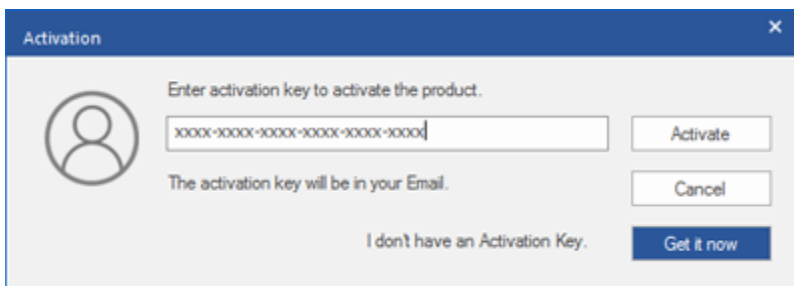 Activation
Enter activation key to activate the product.
xxxx-xxxx-xxxx-xxxx-xxxx-xxxx
Activate
The activation key will be in your Email.
Cancel
I don't have an Activation Key.
Get it now